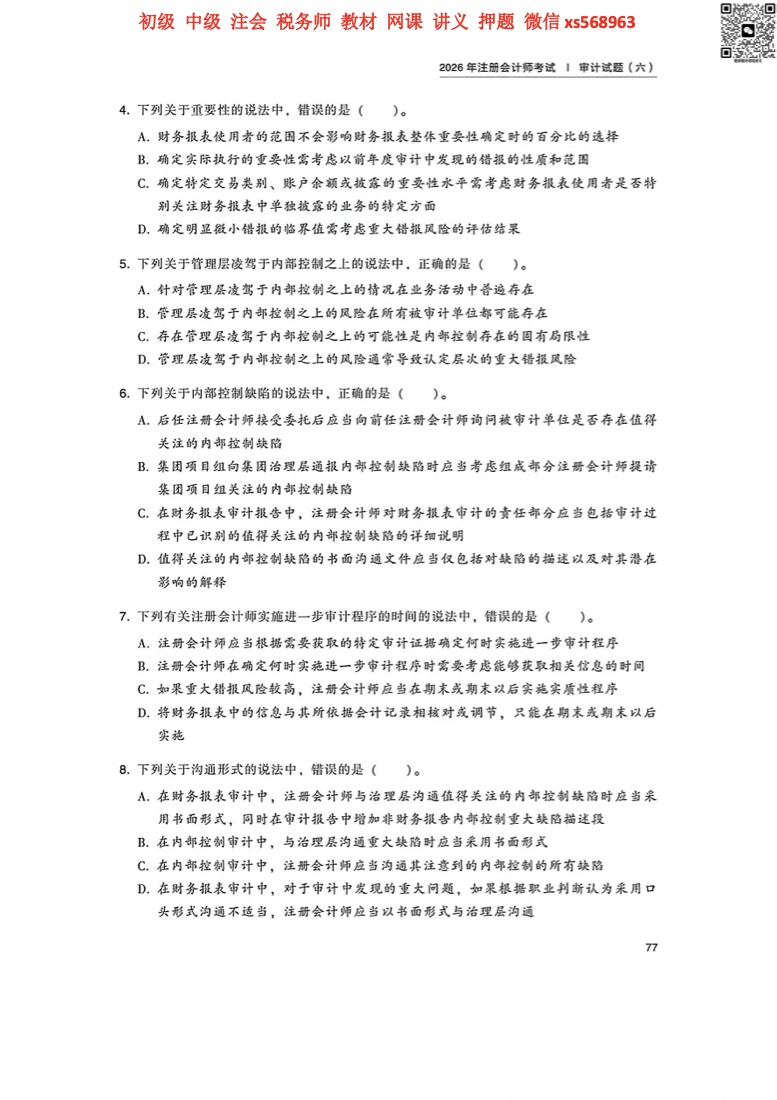 初级 中级 注会 税务师 教材 网课 讲义 押题 微信 xs568963
2026 年注册会计师考试 | 审计试题(六)
4. 下列关于重要性的说法中,错误的是( )。
A. 财务报表使用者的范围不会影响财务报表整体重要性确定时的百分比的选择
B. 确定实际执行的重要性需考虑以前年度审计中发现的错报的性质和范围
C. 确定特定交易类别、账户余额或披露的重要性水平需考虑财务报表使用者是否特
别关注财务报表中单独披露的业务的特定方面
D. 确定明显微小错报的临界值需考虑重大错报风险的评估结果
5. 下列关于管理层凌驾于内部控制之上的说法中,正确的是( )。
A. 针对管理层凌驾于内部控制之上的情况在业务活动中普遍存在
B. 管理层凌驾于内部控制之上的风险在所有被审计单位都可能存在
C. 存在管理层凌驾于内部控制之上的可能性是内部控制存在的固有局限性
D. 管理层凌驾于内部控制之上的风险通常导致认定层次的重大错报风险
6. 下列关于内部控制缺陷的说法中,正确的是( )。
A. 后任注册会计师接受委托后应当向前任注册会计师询问被审计单位是否存在值得
关注的内部控制缺陷
B. 集团项目组向集团治理层通报内部控制缺陷时应当考虑组成部分注册会计师提请
集团项目组关注的内部控制缺陷
C. 在财务报表审计报告中,注册会计师对财务报表审计的责任部分应当包括审计过
程中已识别的值得关注的内部控制缺陷的详细说明
D. 值得关注的内部控制缺陷的书面沟通文件应当仅包括对缺陷的描述以及对其潜在
影响的解释
7. 下列有关注册会计师实施进一步审计程序的时间的说法中,错误的是( )。
A. 注册会计师应当根据需要获取的特定审计证据确定何时实施进一步审计程序
B. 注册会计师在确定何时实施进一步审计程序时需要考虑能够获取相关信息的时间
C. 如果重大错报风险较高,注册会计师应当在期末或期末以后实施实质性程序
D. 将财务报表中的信息与其所依据会计记录相核对或调节,只能在期末或期末以后
实施
8. 下列关于沟通形式的说法中,错误的是( )。
A. 在财务报表审计中,注册会计师与治理层沟通值得关注的内部控制缺陷时应当采
用书面形式,同时在审计报告中增加非财务报告内部控制重大缺陷描述段
B. 在内部控制审计中,与治理层沟通重大缺陷时应当采用书面形式
C. 在内部控制审计中,注册会计师应当沟通其注意到的内部控制的所有缺陷
D. 在财务报表审计中,对于审计中发现的重大问题,如果根据职业判断认为采用口
头形式沟通不适当,注册会计师应当以书面形式与治理层沟通
77